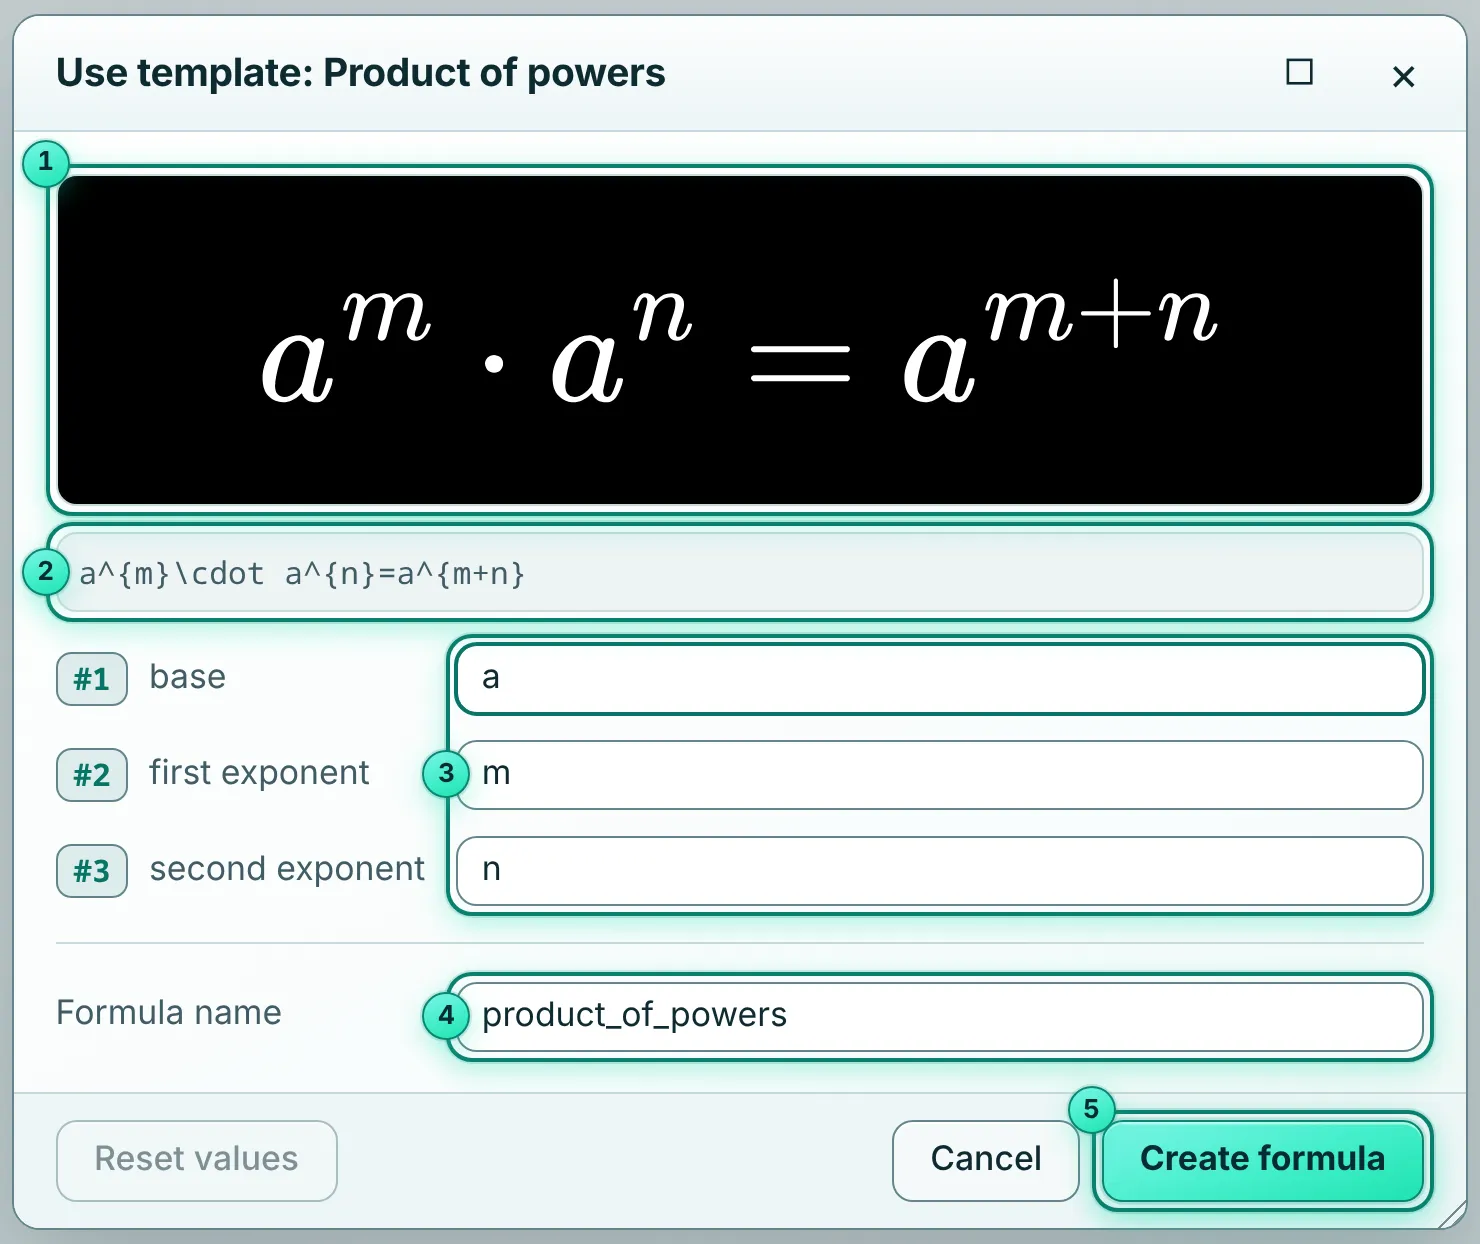 Use template: Product of powers
1
a^m · a^n = a^{m+n}
2 a^{m}\cdot a^{n}=a^{m+n}
#1 base a
#2 first exponent 3 m
#3 second exponent n
Formula name 4 product_of_powers
5
Reset values Cancel Create formula